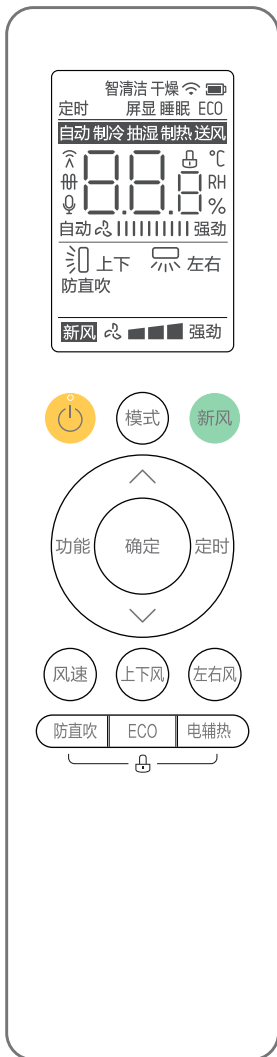 智清洁 干燥
定时 屏显 睡眠 ECO
自动 制冷 抽湿 制热 送风
88.8 °C
RH
%
自动 强劲
上下 左右
防直吹
新风 强劲
模式 新风
功能 确定 定时
风速 上下风 左右风
防直吹 ECO 电辅热